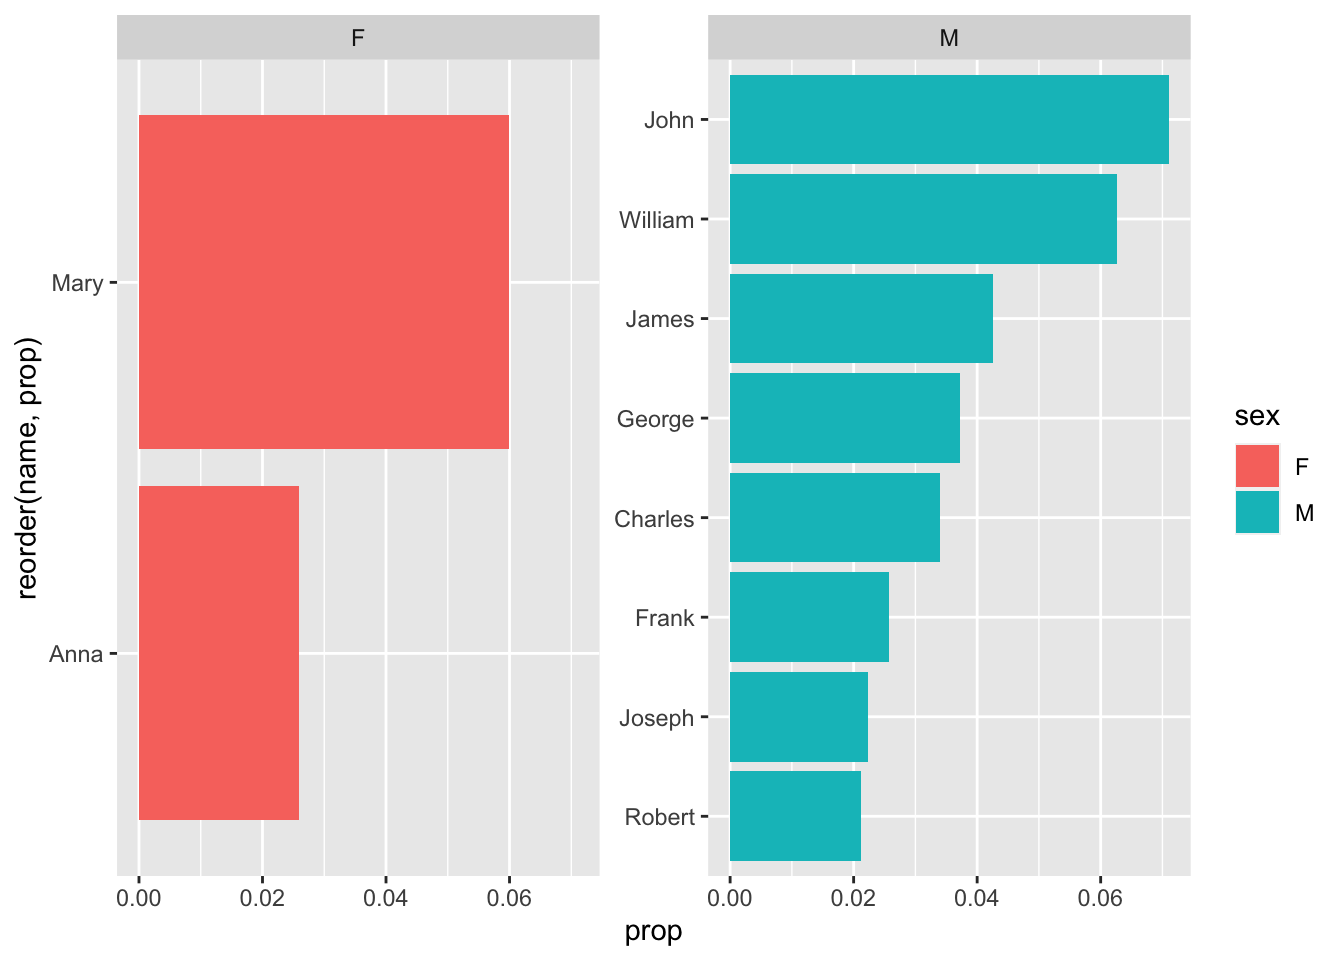 F
M
reorder(name, prop)
Mary
Anna
John
William
James
George
Charles
Frank
Joseph
Robert
0.00 0.02 0.04 0.06
0.00 0.02 0.04 0.06
prop
sex
F
M